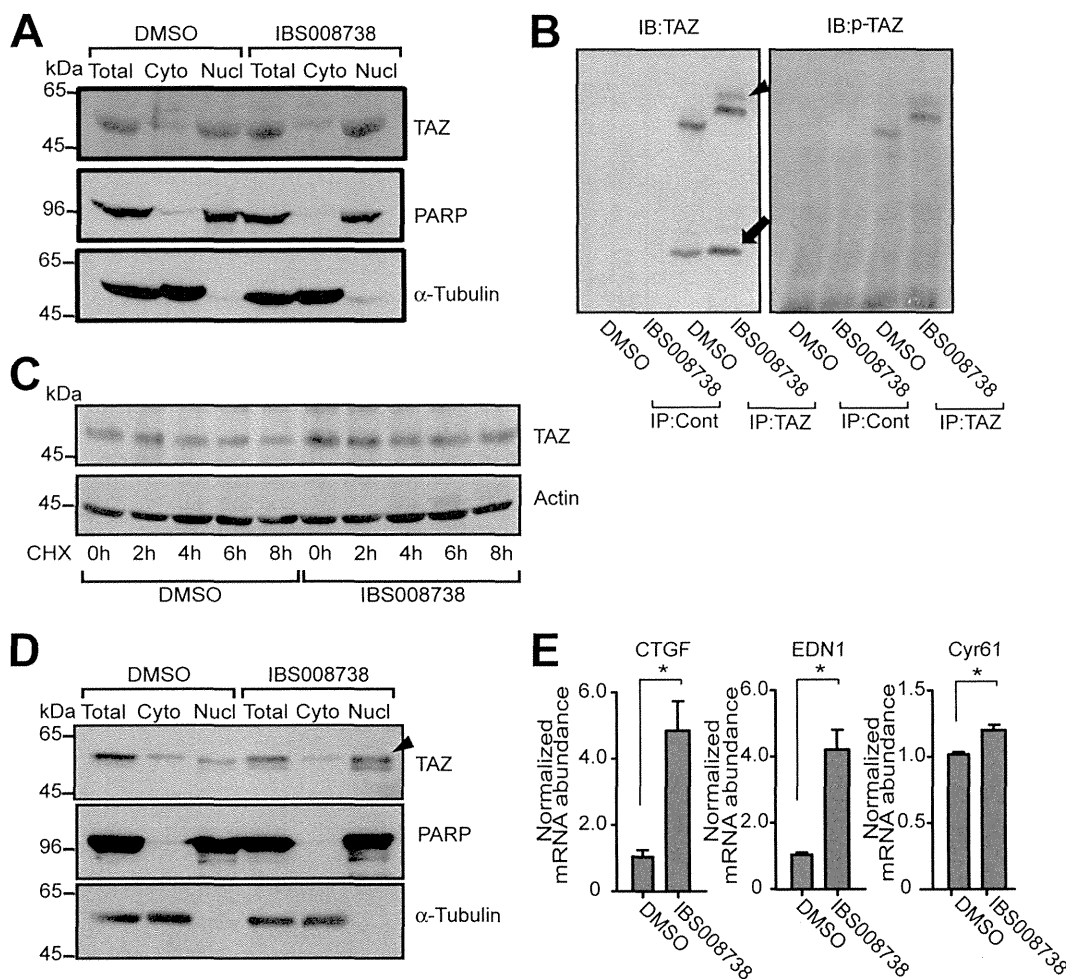 A
DMSO IBS008738
kDa Total Cyto Nucl Total Cyto Nucl
65
TAZ
45
96
PARP
65
α-Tubulin
45
B
IB:TAZ IB:p-TAZ
DMSO IBS008738 DMSO IBS008738 DMSO IBS008738 DMSO IBS008738
IP:Cont IP:TAZ IP:Cont IP:TAZ
C
kDa
TAZ
45
45
Actin
CHX 0h 2h 4h 6h 8h 0h 2h 4h 6h 8h
DMSO IBS008738
D
DMSO IBS008738
kDa Total Cyto Nucl Total Cyto Nucl
65
TAZ
45
PARP
96
65
α-Tubulin
45
E
CTGF
*
Normalized
mRNA abundance
6.0
4.0
2.0
0
DMSO
IBS008738
EDN1
*
Normalized
mRNA abundance
6.0
4.0
2.0
0
DMSO
IBS008738
Cyr61
*
Normalized
mRNA abundance
1.5
1.0
0.5
0
DMSO
IBS008738